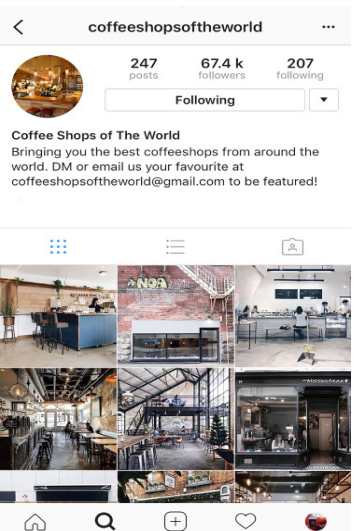 coffeeshopsoftheworld
247 67.4 k 207
posts followers following
Following
Coffee Shops of The World
Bringing you the best coffeeshops from around the
world. DM or email us your favourite at
coffeeshopsoftheworld@gmail.com to be featured!
NOA